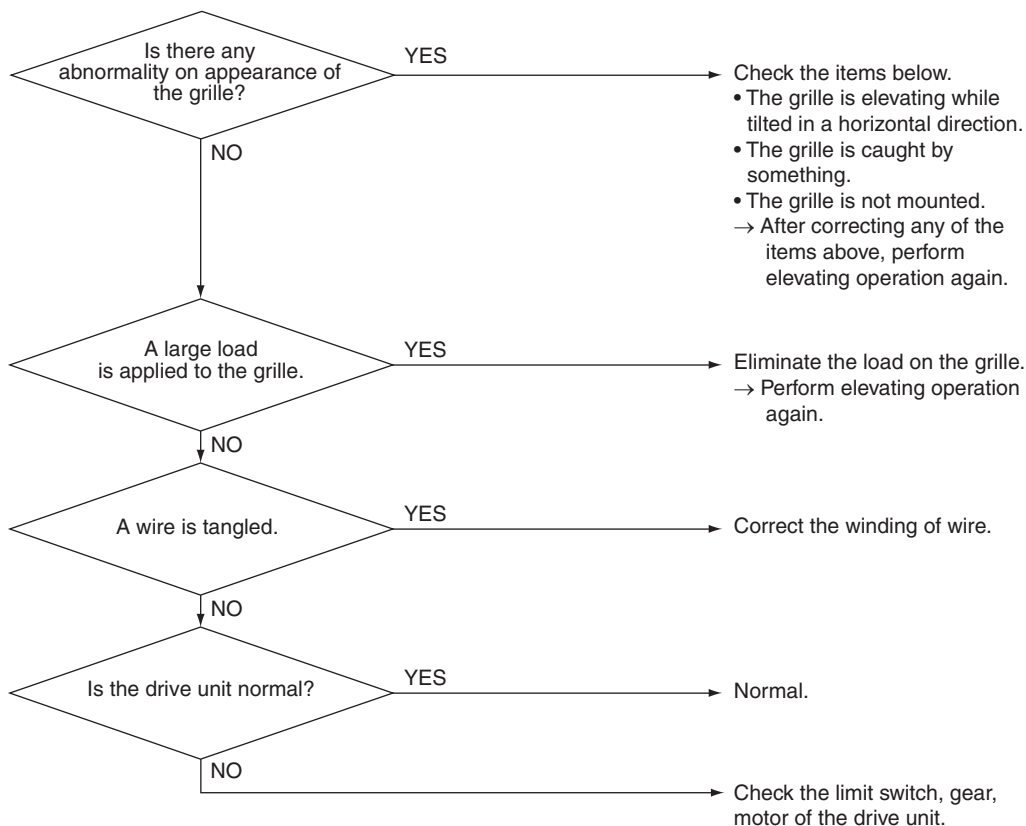 Is there any
abnormality on appearance of
the grille?
YES
Check the items below.
• The grille is elevating while
tilted in a horizontal direction.
• The grille is caught by
something.
• The grille is not mounted.
→ After correcting any of the
items above, perform
elevating operation again.
NO
A large load
is applied to the grille.
YES
Eliminate the load on the grille.
→ Perform elevating operation
again.
NO
A wire is tangled.
YES
Correct the winding of wire.
NO
Is the drive unit normal?
YES
Normal.
NO
Check the limit switch, gear,
motor of the drive unit.